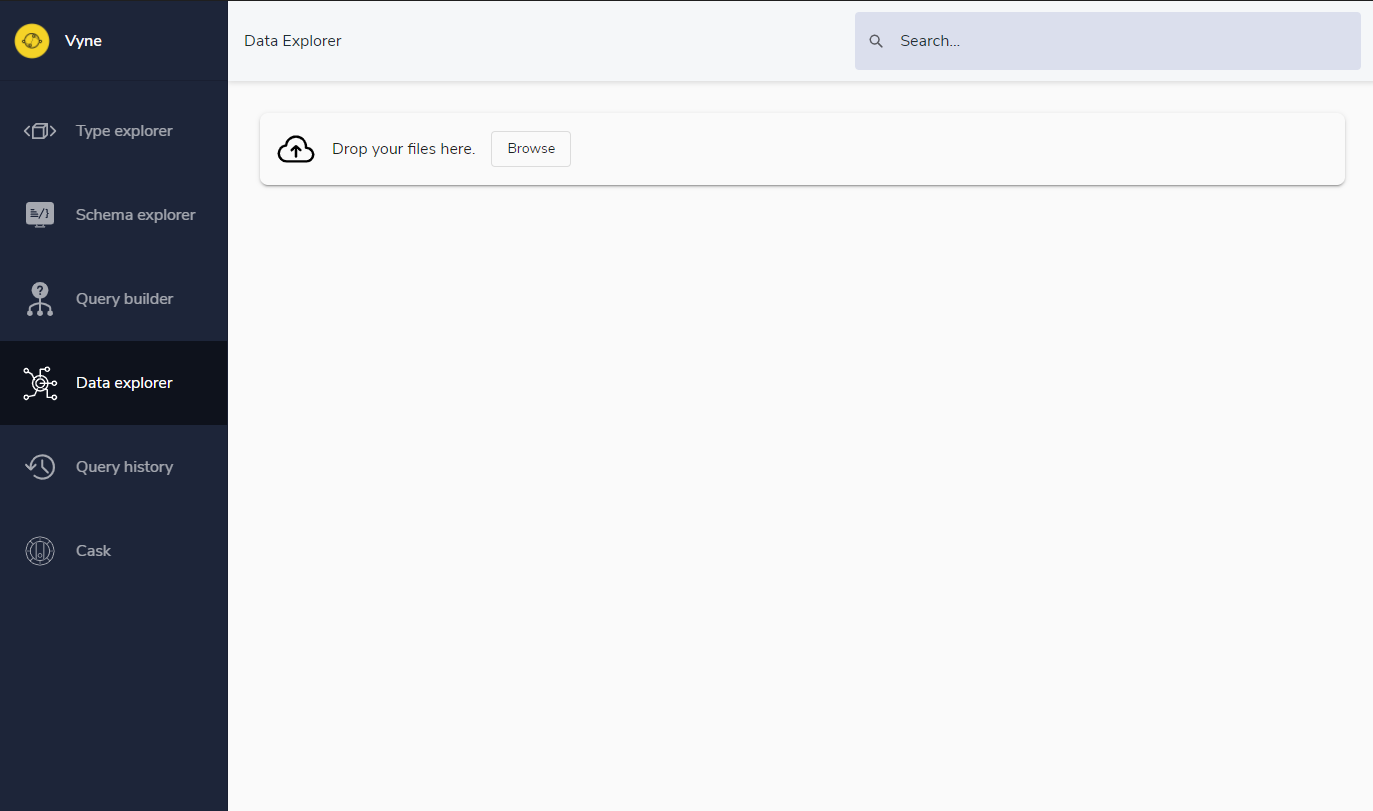 Vyne
Data Explorer
Search...
Type explorer
Schema explorer
Query builder
Data explorer
Query history
Cask
Drop your files here.
Browse